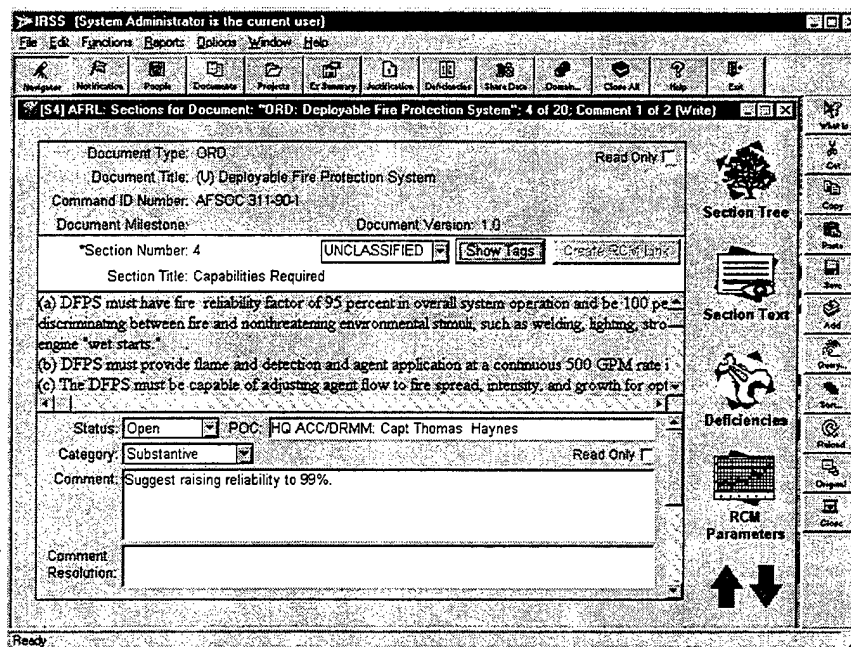 IRSS (System Administrator is the current user)
File Edit Functions Reports Options Window Help
Navigator Notification People Documents Projects Ex Summary Justification Deficiencies Share Data Domain... Close All Help Exit
[S4] AFRL: Sections for Document: "ORD: Deployable Fire Protection System"; 4 of 20; Comment 1 of 2 (Write)
What Is
Cut
Copy
Paste
Save
Add
Query...
Sort...
Reload
Original
Close
Document Type: ORD
Read Only
Document Title: (U) Deployable Fire Protection System
Command ID Number: AFSOC 311-90-1
Document Milestone:
Document Version: 1.0
*Section Number: 4
UNCLASSIFIED
Show Tags
Create RCM Link
Section Title: Capabilities Required
(a) DFPS must have fire reliability factor of 95 percent in overall system operation and be 100 pe
discriminating between fire and nonthreatening environmental stimuli, such as welding, lighting, stro
engine "wet starts."
(b) DFPS must provide flame and detection and agent application at a continuous 500 GPM rate i
(c) The DFPS must be capable of adjusting agent flow to fire spread, intensity, and growth for opt
Status: Open
POC: HQ ACC/DRMM: Capt Thomas Haynes
Category: Substantive
Read Only
Comment: Suggest raising reliability to 99%.
Comment
Resolution:
Section Tree
Section Text
Deficiencies
RCM
Parameters
Ready